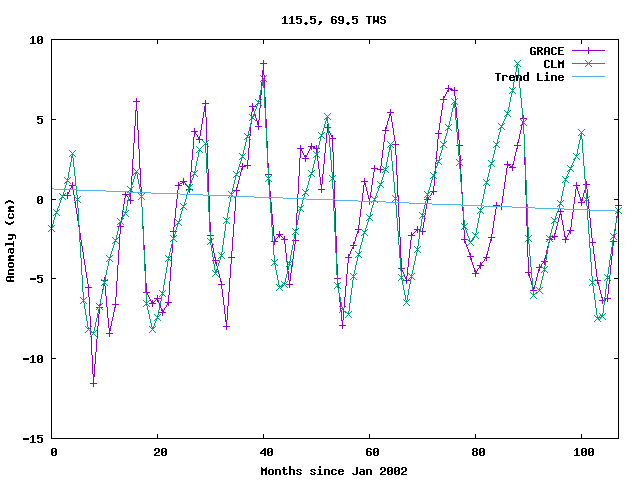 115.5, 69.5 TWS
GRACE
CLM
Trend Line
10
5
0
-5
-10
-15
Anomaly (cm)
0 20 40 60 80 100
Months since Jan 2002